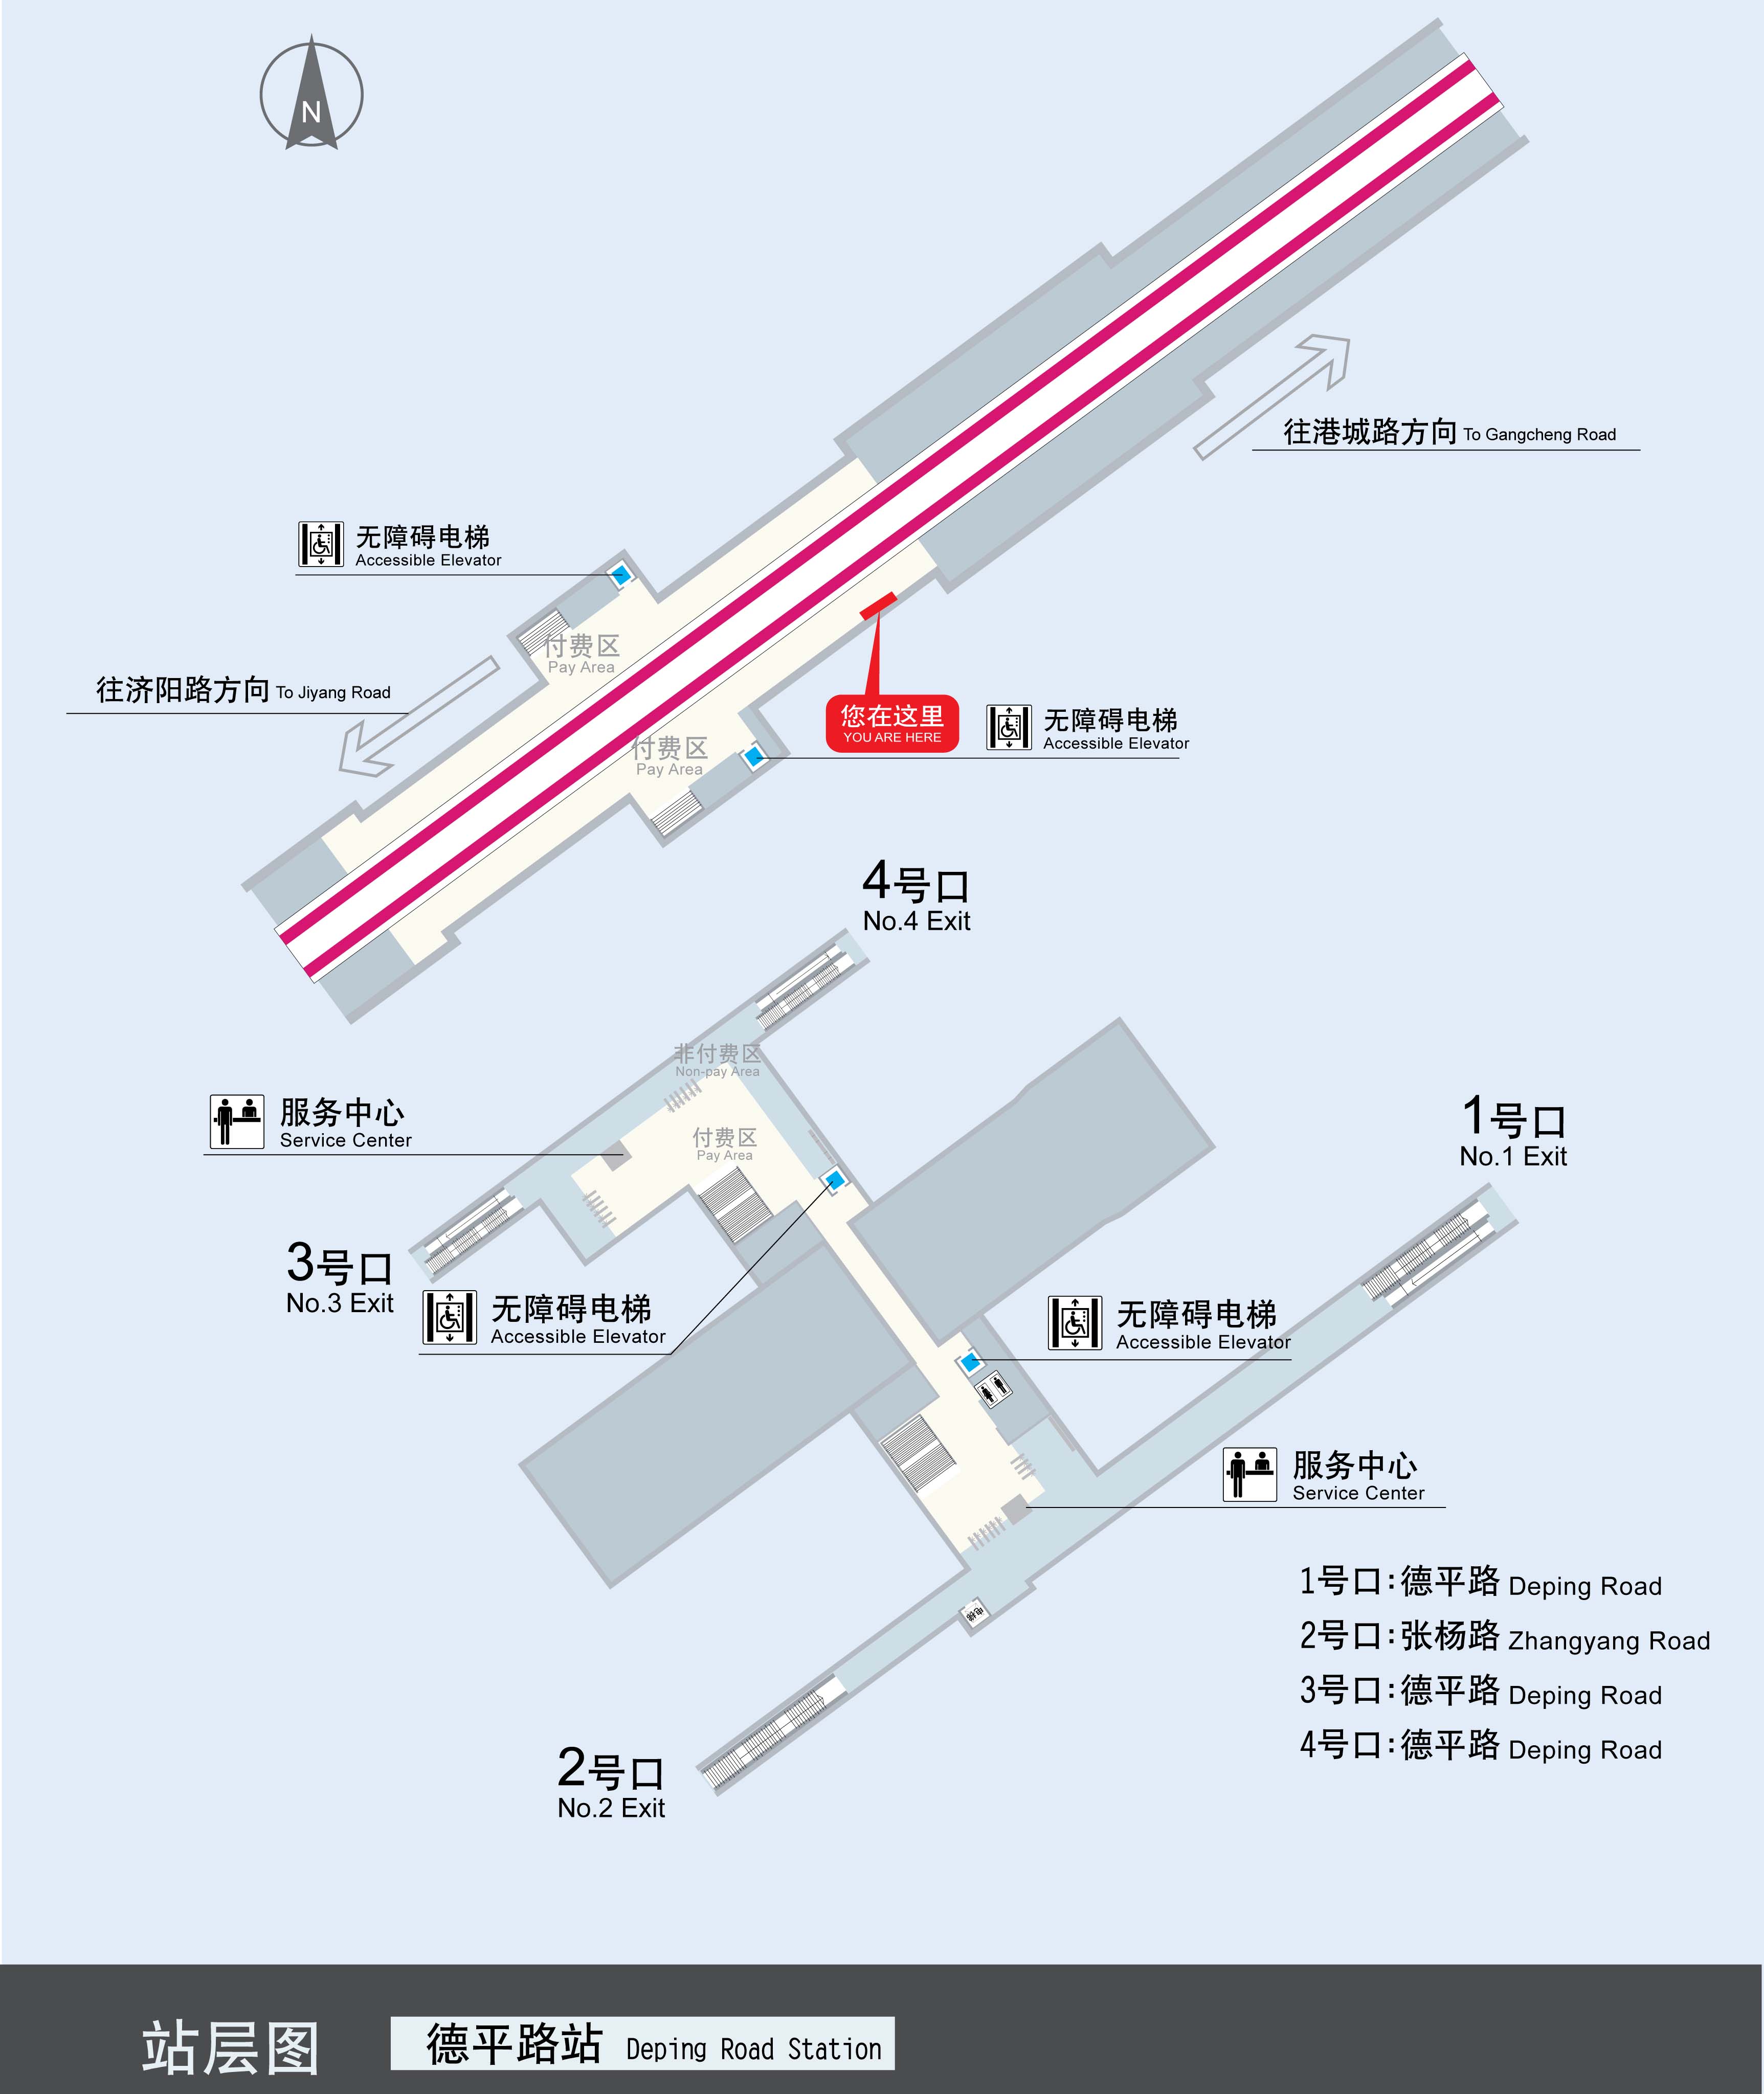 N
往港城路方向 To Gangcheng Road
无障碍电梯
Accessible Elevator
付费区
Pay Area
往济阳路方向 To Jiyang Road
您在这里
YOU ARE HERE
无障碍电梯
Accessible Elevator
付费区
Pay Area
4号口
No.4 Exit
非付费区
Non-pay Area
服务中心
Service Center
付费区
Pay Area
1号口
No.1 Exit
3号口
No.3 Exit
无障碍电梯
Accessible Elevator
无障碍电梯
Accessible Elevator
服务中心
Service Center
电梯
2号口
No.2 Exit
1号口:德平路 Deping Road
2号口:张杨路 Zhangyang Road
3号口:德平路 Deping Road
4号口:德平路 Deping Road
站层图
德平路站 Deping Road Station